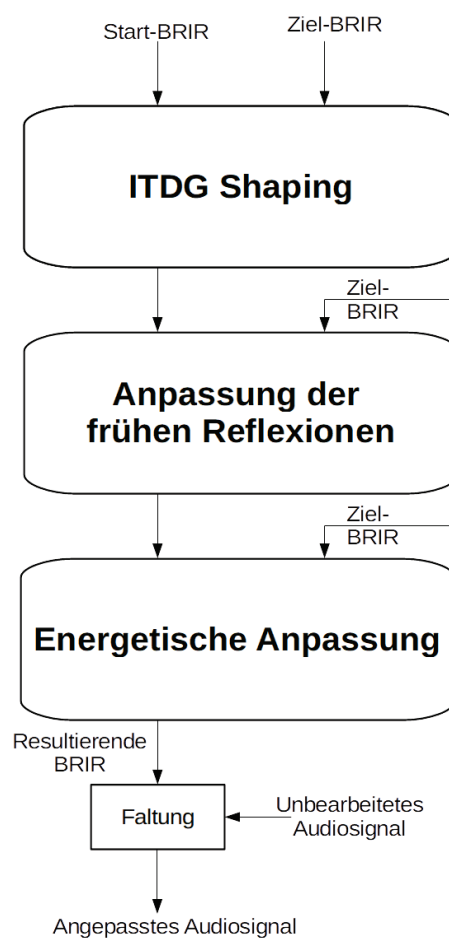 Start-BRIR
Ziel-BRIR
ITDG Shaping
Ziel-
BRIR
Anpassung der
frühen Reflexionen
Ziel-
BRIR
Energetische Anpassung
Resultierende
BRIR
Faltung
Unbearbeitetes
Audiosignal
Angepasstes Audiosignal